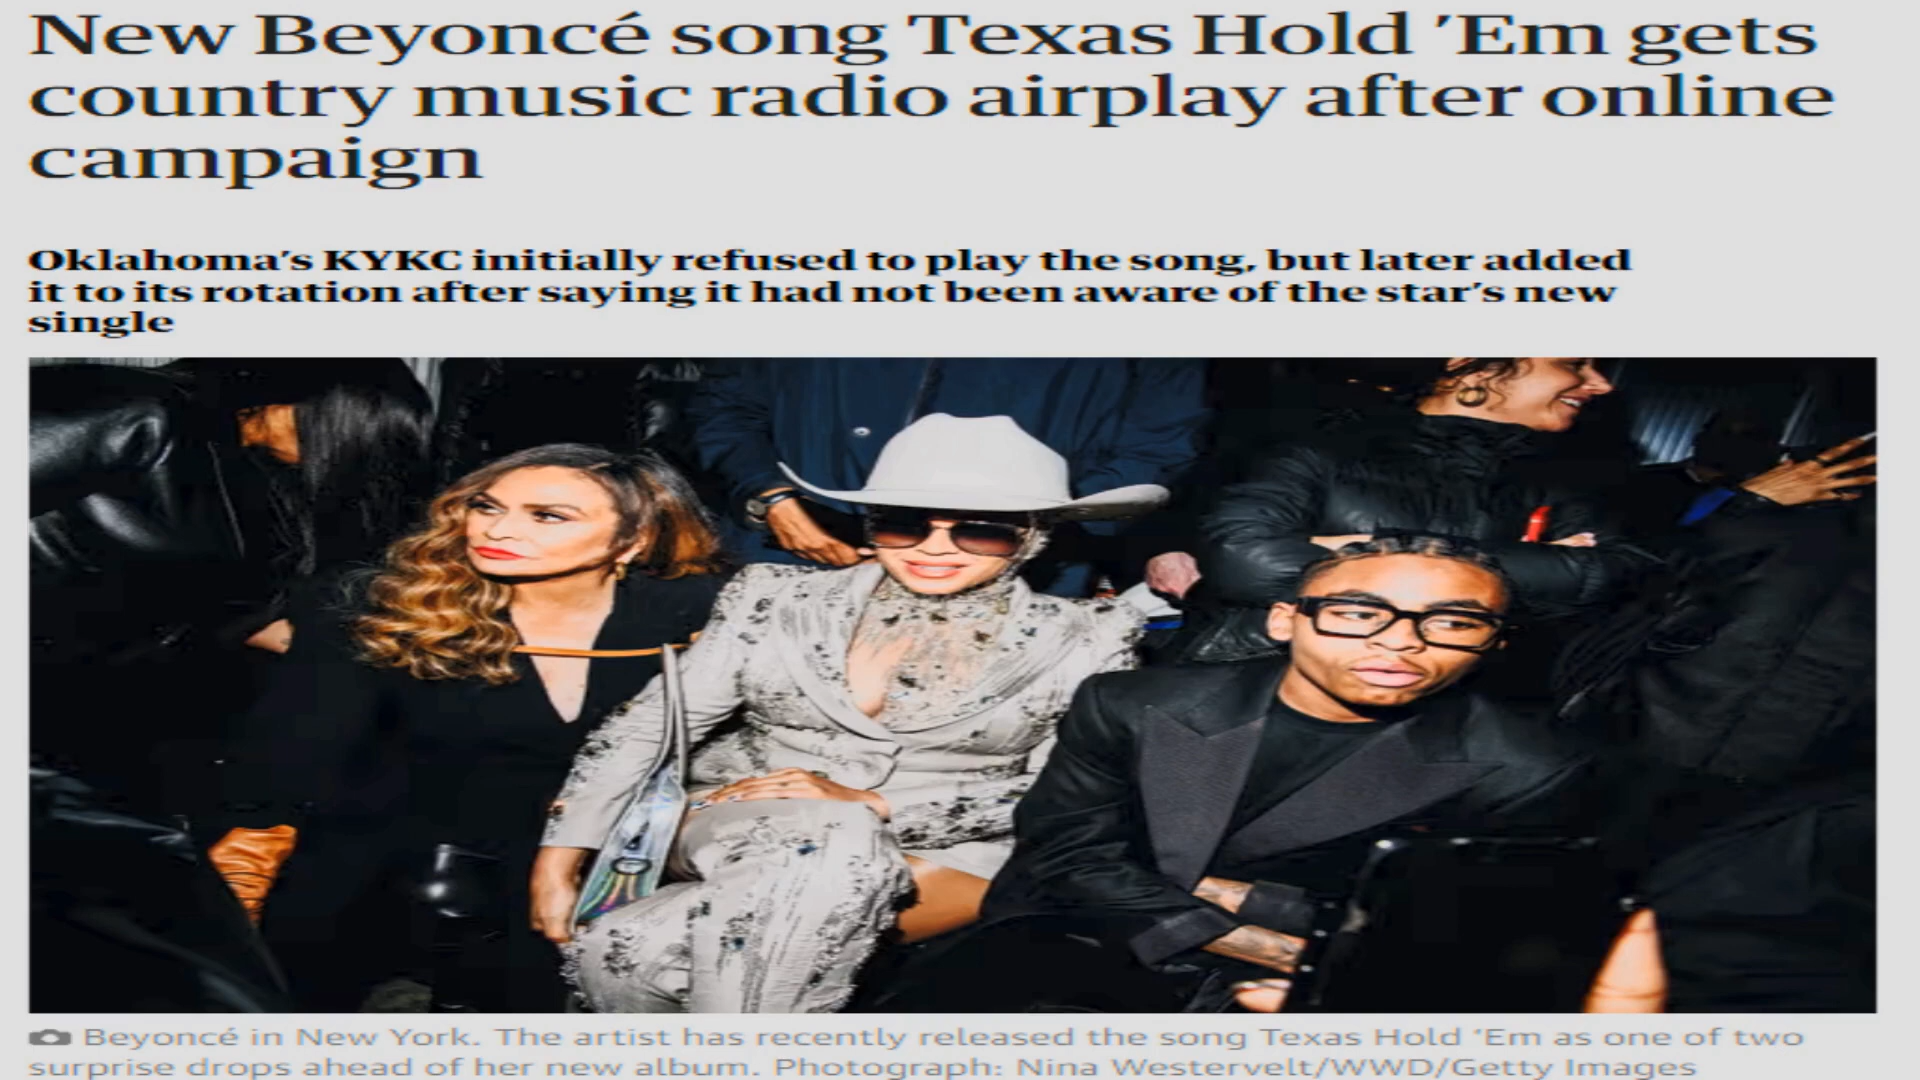 New Beyoncé song Texas Hold ’Em gets
country music radio airplay after online
campaign
Oklahoma’s KYKC initially refused to play the song, but later added
it to its rotation after saying it had not been aware of the star’s new
single
Beyoncé in New York. The artist has recently released the song Texas Hold ‘Em as one of two
surprise drops ahead of her new album. Photograph: Nina Westervelt/WWD/Getty Images